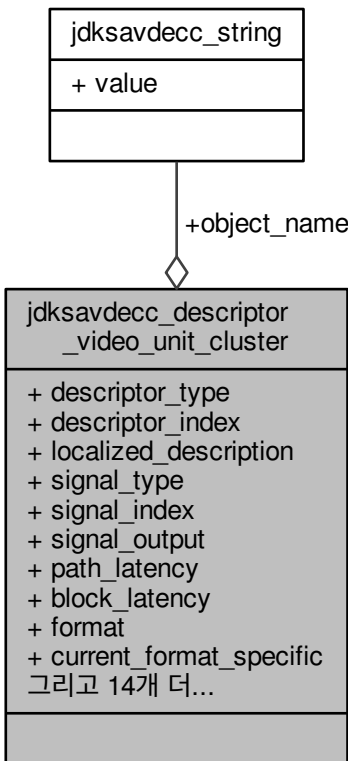 jdksavdecc_string
+ value
+object_name
jdksavdecc_descriptor
_video_unit_cluster
+ descriptor_type
+ descriptor_index
+ localized_description
+ signal_type
+ signal_index
+ signal_output
+ path_latency
+ block_latency
+ format
+ current_format_specific
그리고 14개 더...